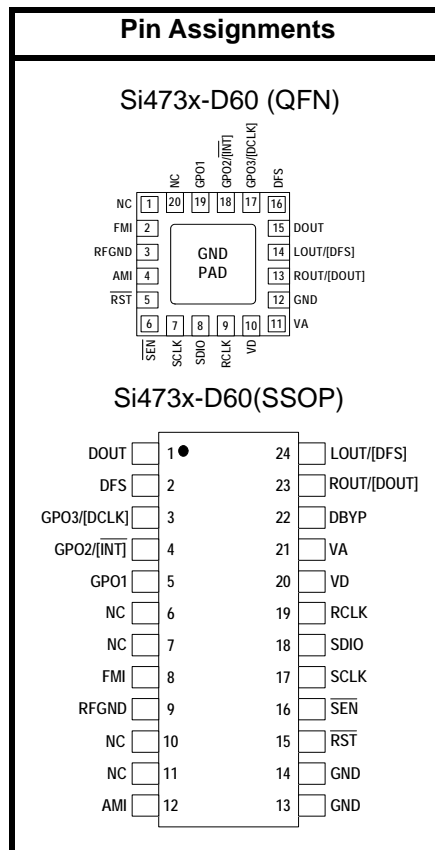 Pin Assignments
Si473x-D60 (QFN)
NC
GPO1
GPO2/[INT]
GPO3/[DCLK]
DFS
NC 1 20 19 18 17 16
FMI 2 15 DOUT
RFGND 3 GND 14 LOUT/[DFS]
AMI 4 PAD 13 ROUT/[DOUT]
RST 5 12 GND
6 7 8 9 10 11 VA
SEN
SCLK
SDIO
RCLK
VD
Si473x-D60(SSOP)
DOUT 1 24 LOUT/[DFS]
DFS 2 23 ROUT/[DOUT]
GPO3/[DCLK] 3 22 DBYP
GPO2/[INT] 4 21 VA
GPO1 5 20 VD
NC 6 19 RCLK
NC 7 18 SDIO
FMI 8 17 SCLK
RFGND 9 16 SEN
NC 10 15 RST
NC 11 14 GND
AMI 12 13 GND